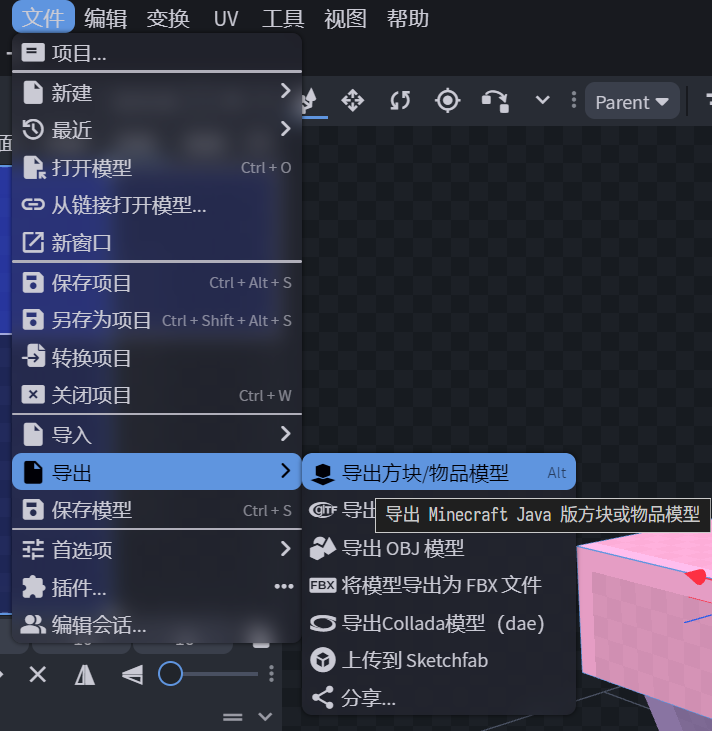 文件 编辑 变换 UV 工具 视图 帮助
项目...
新建
最近
打开模型 Ctrl + O
从链接打开模型...
新窗口
保存项目 Ctrl + Alt + S
另存为项目 Ctrl + Shift + Alt + S
转换项目
关闭项目 Ctrl + W
导入
导出
保存模型 Ctrl + S
首选项
插件...
编辑会话...
Parent
导出方块/物品模型 Alt
glTF 导出
导出 Minecraft Java 版方块或物品模型
导出 OBJ 模型
FBX 将模型导出为 FBX 文件
导出Collada模型（dae）
上传到 Sketchfab
分享...